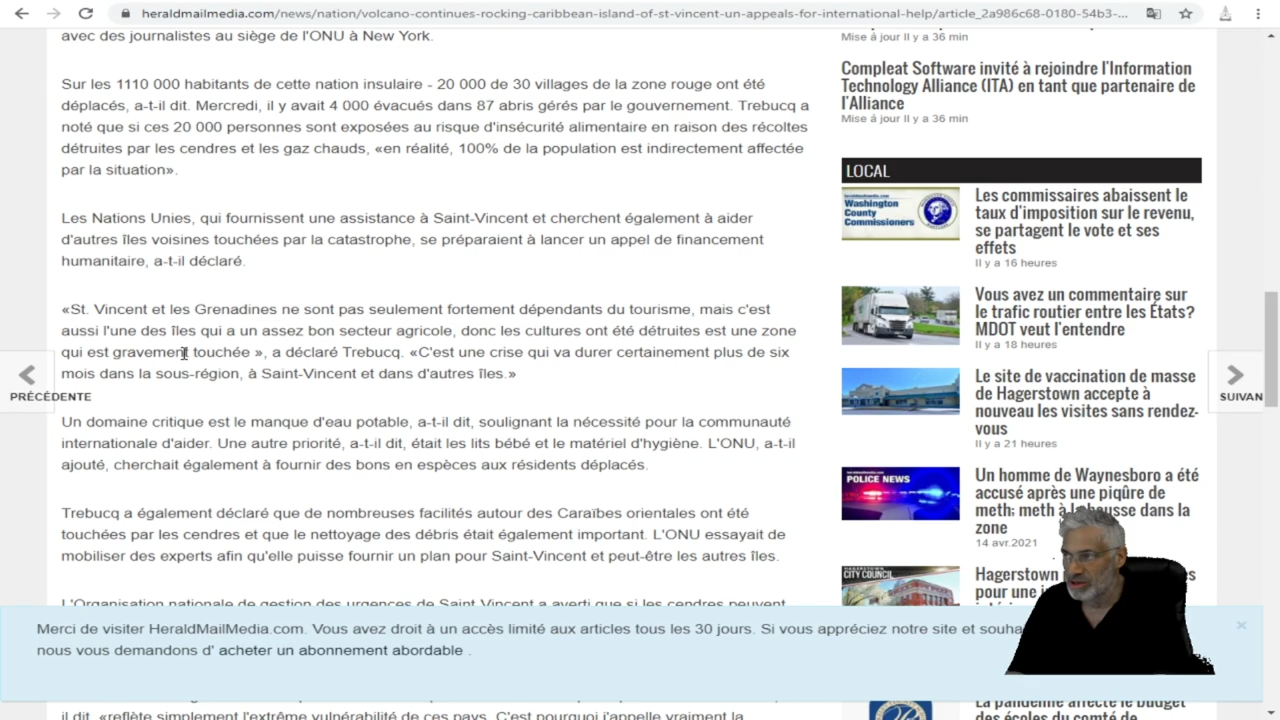 heraldmailmedia.com/news/nation/volcano-continues-rocking-caribbean-island-of-st-vincent-un-appeals-for-international-help/article_2a986c68-0180-54b3-...
avec des journalistes au siège de l'ONU à New York.
Sur les 1110 000 habitants de cette nation insulaire - 20 000 de 30 villages de la zone rouge ont été
déplacés, a-t-il dit. Mercredi, il y avait 4 000 évacués dans 87 abris gérés par le gouvernement. Trebucq a
noté que si ces 20 000 personnes sont exposées au risque d'insécurité alimentaire en raison des récoltes
détruites par les cendres et les gaz chauds, «en réalité, 100% de la population est indirectement affectée
par la situation».
Les Nations Unies, qui fournissent une assistance à Saint-Vincent et cherchent également à aider
d'autres îles voisines touchées par la catastrophe, se préparaient à lancer un appel de financement
humanitaire, a-t-il déclaré.
«St. Vincent et les Grenadines ne sont pas seulement fortement dépendants du tourisme, mais c'est
aussi l'une des îles qui a un assez bon secteur agricole, donc les cultures ont été détruites est une zone
qui est gravement touchée », a déclaré Trebucq. «C'est une crise qui va durer certainement plus de six
mois dans la sous-région, à Saint-Vincent et dans d'autres îles.»
Un domaine critique est le manque d'eau potable, a-t-il dit, soulignant la nécessité pour la communauté
internationale d'aider. Une autre priorité, a-t-il dit, était les lits bébé et le matériel d'hygiène. L'ONU, a-t-il
ajouté, cherchait également à fournir des bons en espèces aux résidents déplacés.
Trebucq a également déclaré que de nombreuses facilités autour des Caraïbes orientales ont été
touchées par les cendres et que le nettoyage des débris était également important. L'ONU essayait de
mobiliser des experts afin qu'elle puisse fournir un plan pour Saint-Vincent et peut-être les autres îles.
L'Organisation nationale de gestion des urgences de Saint Vincent a averti que si les cendres peuvent
il dit, «reflète simplement l'extrême vulnérabilité de ces pays. C'est pourquoi j'appelle vraiment la
PRÉCÉDENTE
SUIVAN
Mise à jour Il y a 36 min
Compleat Software invité à rejoindre l'Information
Technology Alliance (ITA) en tant que partenaire de
l'Alliance
Mise à jour Il y a 36 min
LOCAL
heraldmailmedia.com
Washington
County
Commissioners
Les commissaires abaissent le
taux d'imposition sur le revenu,
se partagent le vote et ses
effets
Il y a 16 heures
Vous avez un commentaire sur
le trafic routier entre les États?
MDOT veut l'entendre
Il y a 18 heures
Le site de vaccination de masse
de Hagerstown accepte à
nouveau les visites sans rendez-
vous
Il y a 21 heures
POLICE NEWS
Un homme de Waynesboro a été
accusé après une piqûre de
meth; meth à la hausse dans la
zone
14 avr.2021
HAGERSTOWN
CITY COUNCIL
Hagerstown
pour une
La pandémie affecte le budget
des écoles du comté de
Merci de visiter HeraldMailMedia.com. Vous avez droit à un accès limité aux articles tous les 30 jours. Si vous appréciez notre site et
nous vous demandons d' acheter un abonnement abordable .